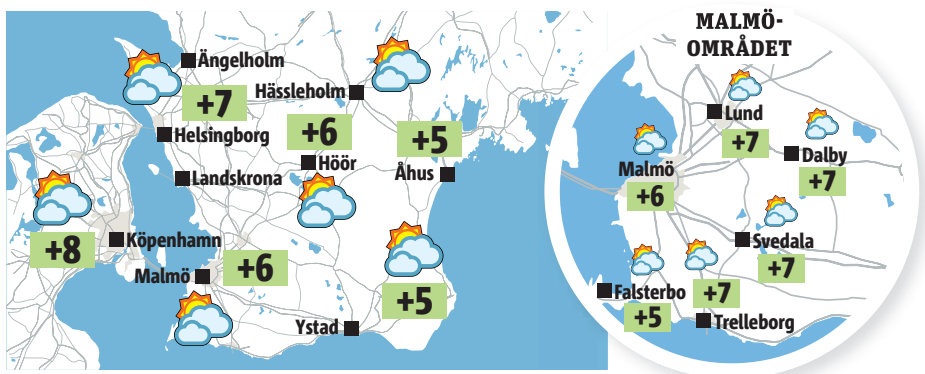 Ängelholm
+7
Hässleholm
Helsingborg
+6
+5
Höör
Åhus
Landskrona
+8
Köpenhamn
Malmö
+6
+5
Ystad
MALMÖ-
OMRÅDET
Lund
+7
Dalby
+7
Malmö
+6
Svedala
+7
Falsterbo
+5
+7
Trelleborg